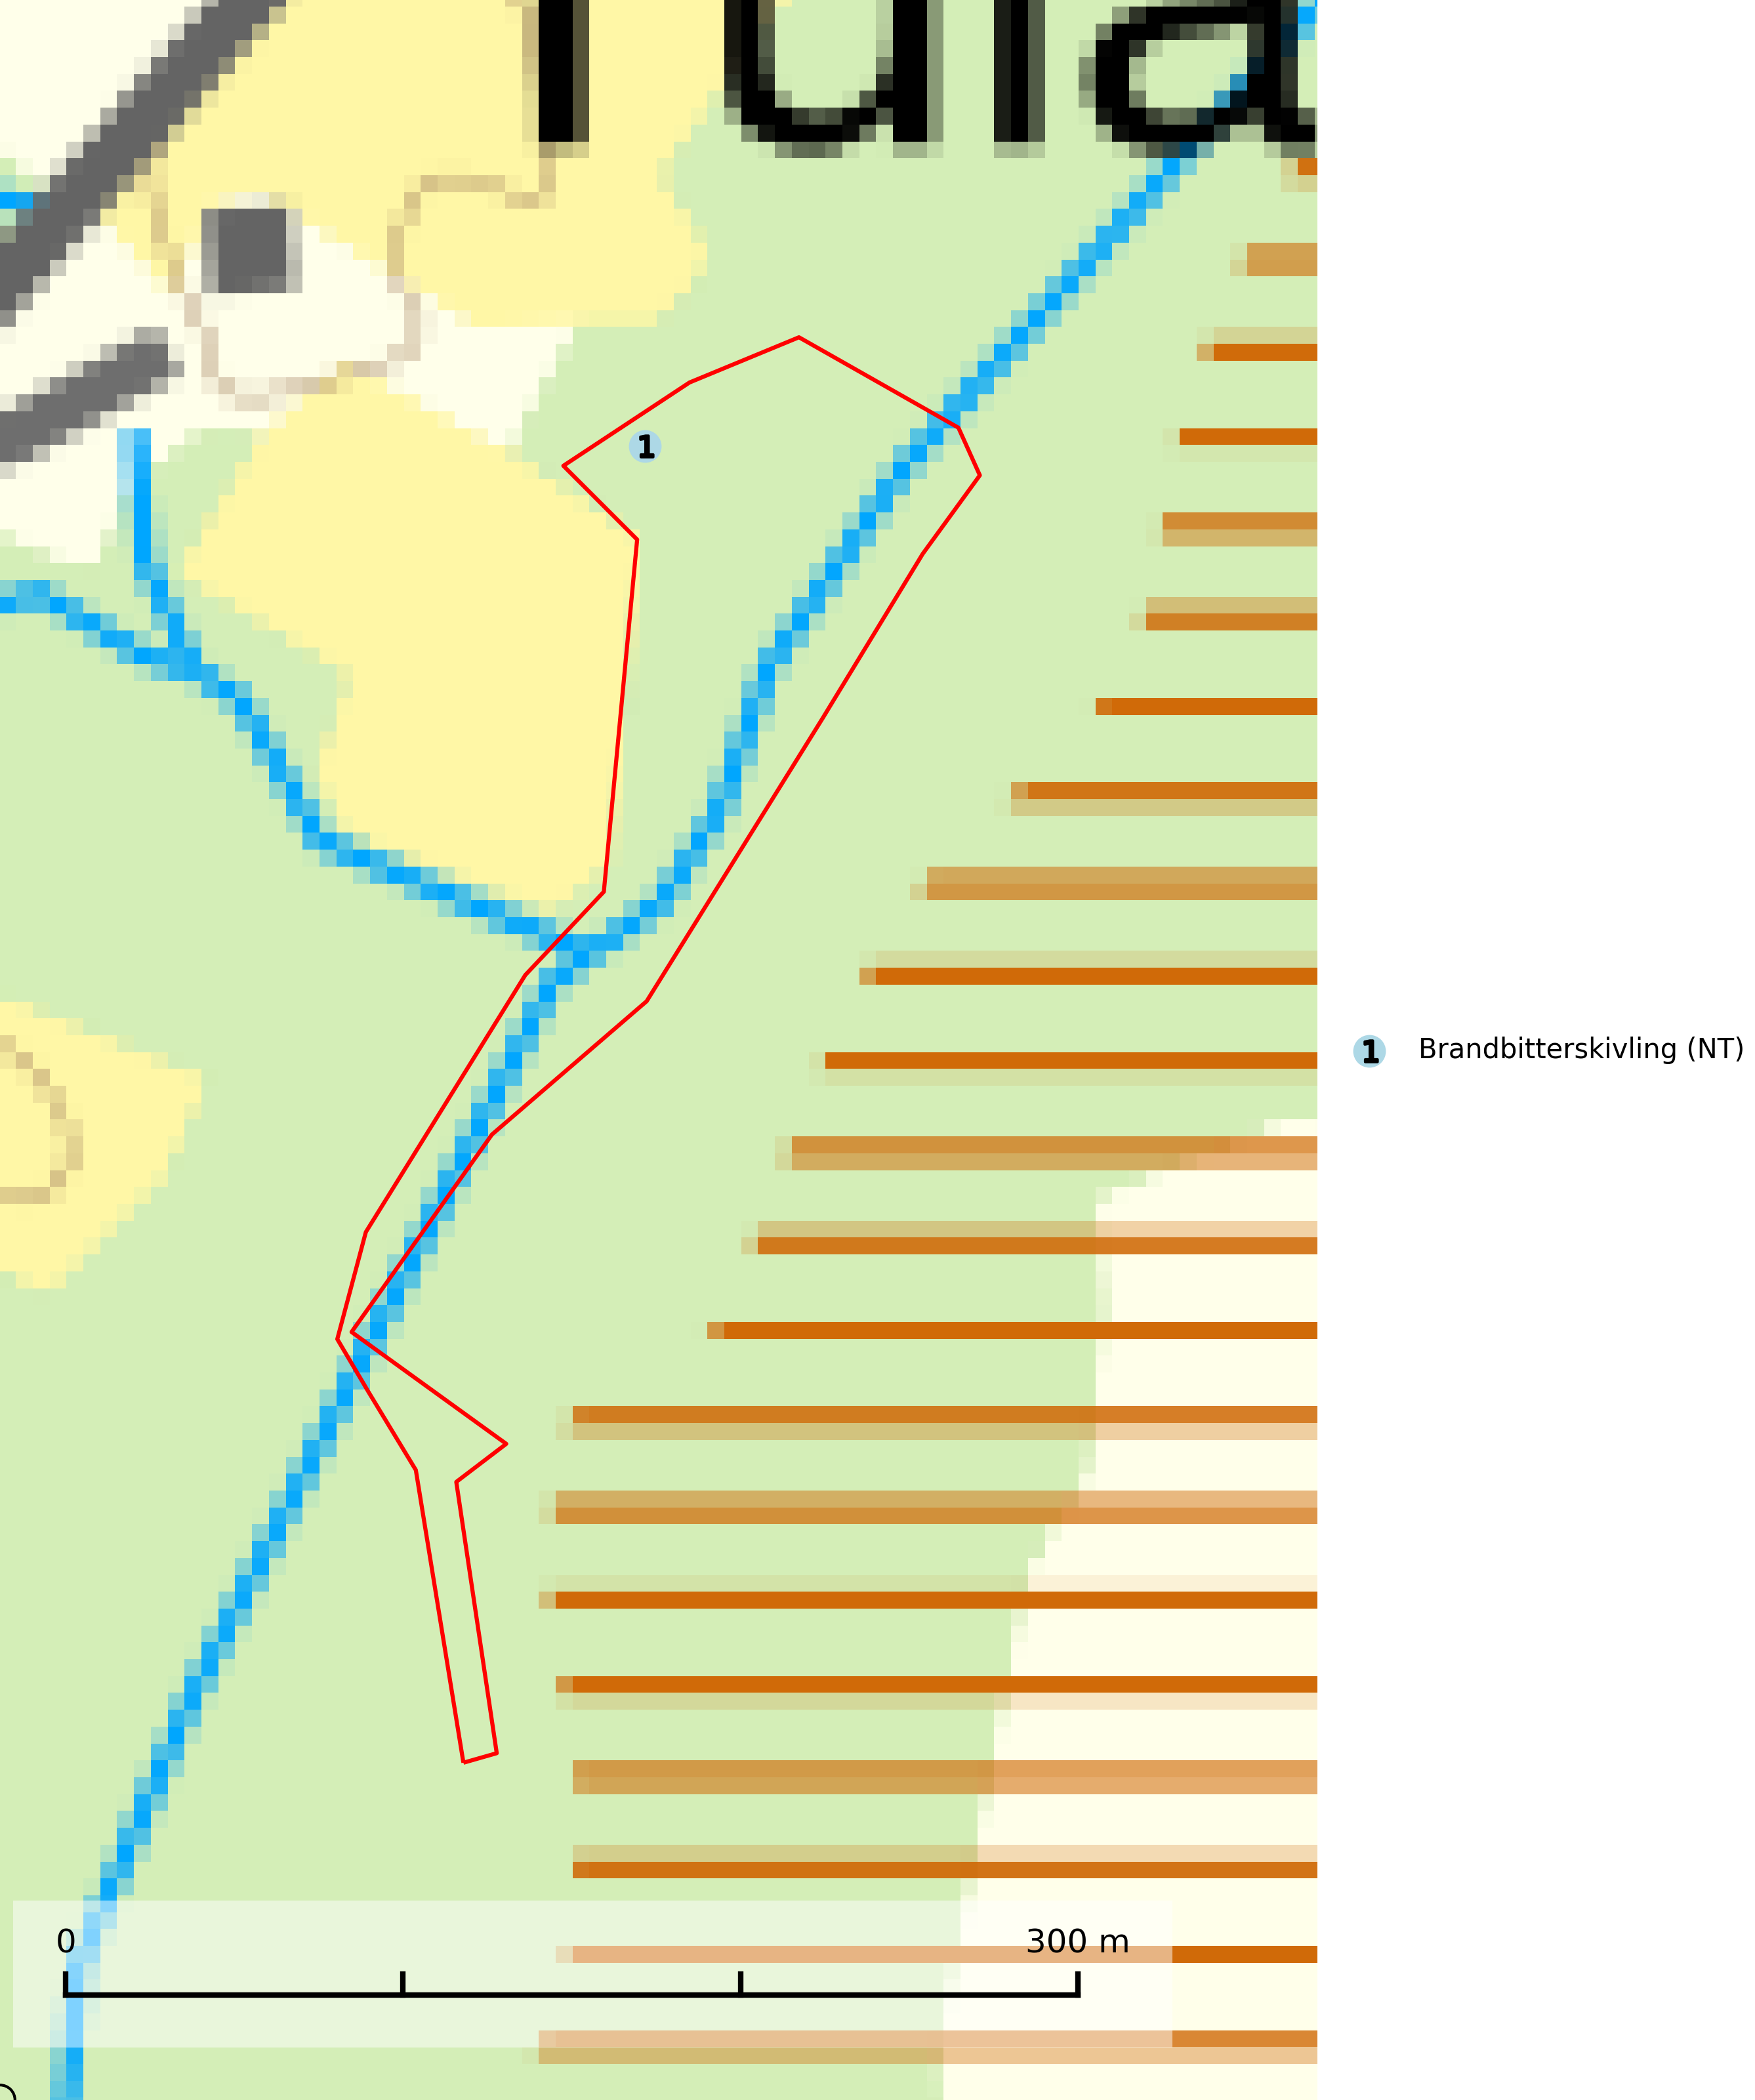 1
1 Brandbitterskivling (NT)
0 300 m